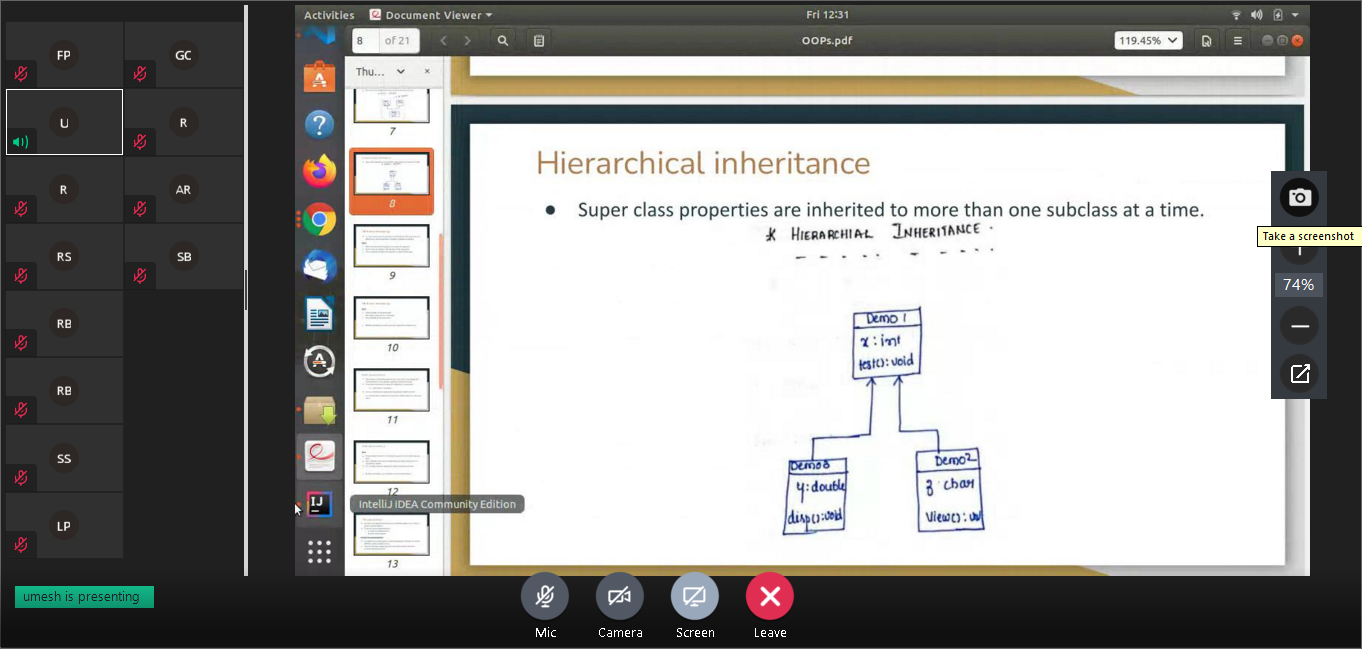 Activities
Document Viewer
Fri 12:31
8
of 21
OOPs.pdf
119.45%
Thu...
×
FP
GC
U
R
R
AR
RS
SB
RB
RB
SS
LP
7
8
9
10
11
12
13
Hierarchical inheritance
● Super class properties are inherited to more than one subclass at a time.
* HIERARCHIAL INHERITANCE.
Demo 1
x : int
test() : void
Demo3
y : double
disp() : void
Demo2
z : char
view() :
IJ
IntelliJ IDEA Community Edition
Take a screenshot
74%
umesh is presenting
Mic
Camera
Screen
Leave